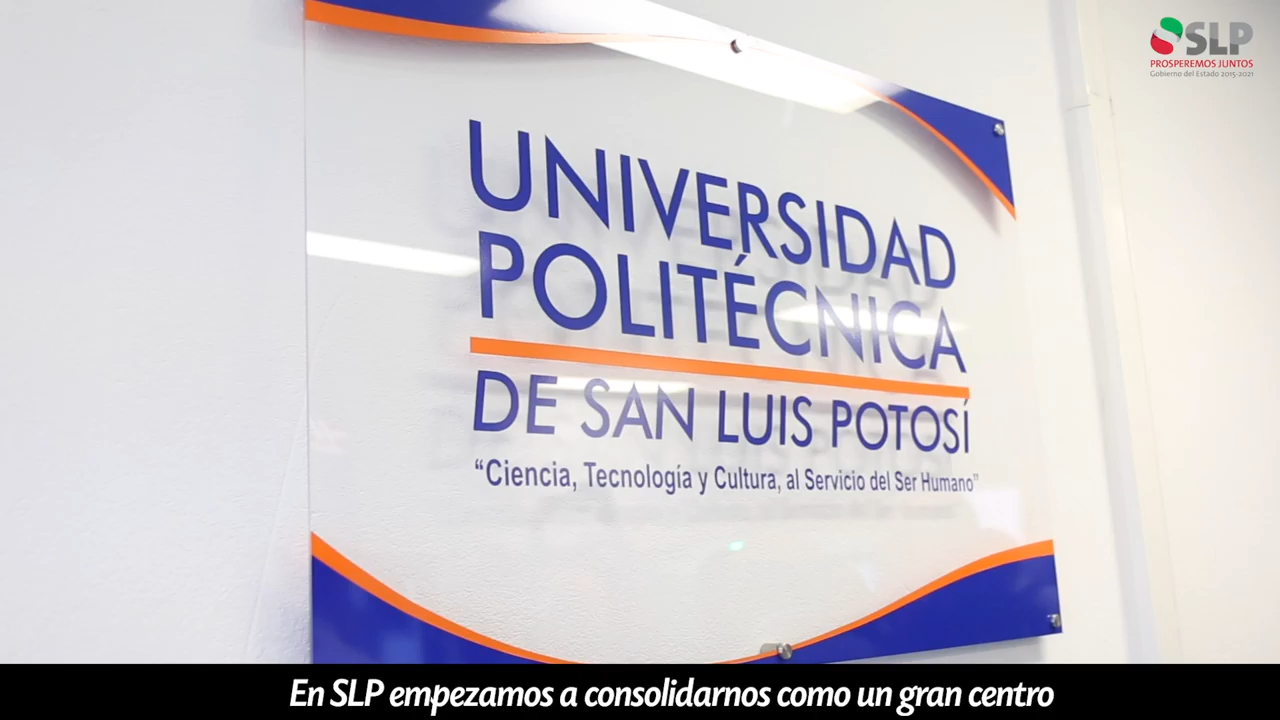 SLP
PROSPEREMOS JUNTOS
Gobierno del Estado 2015-2021
UNIVERSIDAD
POLITÉCNICA
DE SAN LUIS POTOSÍ
“Ciencia, Tecnología y Cultura, al Servicio del Ser Humano”
En SLP empezamos a consolidarnos como un gran centro